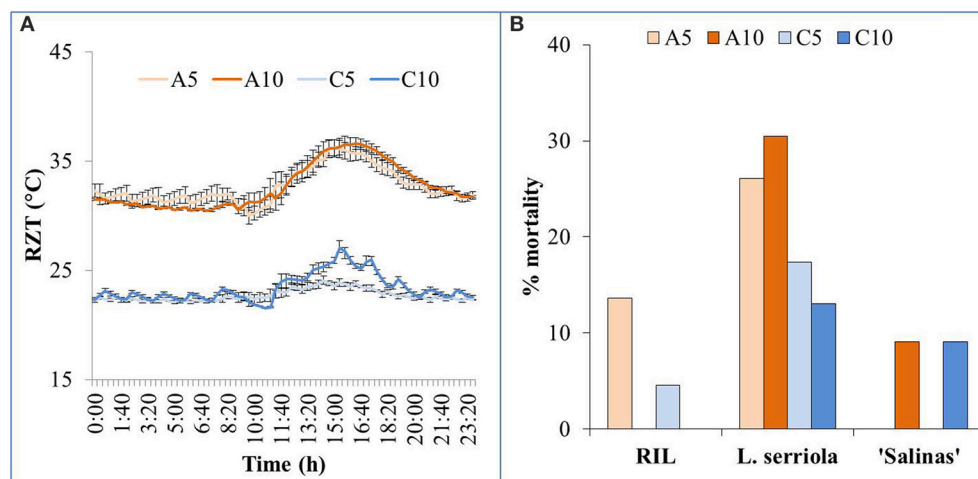 A
45
35
25
15
RZT (°C)
A5 A10 C5 C10
0:00 1:40 3:20 5:00 6:40 8:20 10:00 11:40 13:20 15:00 16:40 18:20 20:00 21:40 23:20
Time (h)
B
40
30
20
10
0
% mortality
A5 A10 C5 C10
RIL L. serriola 'Salinas'